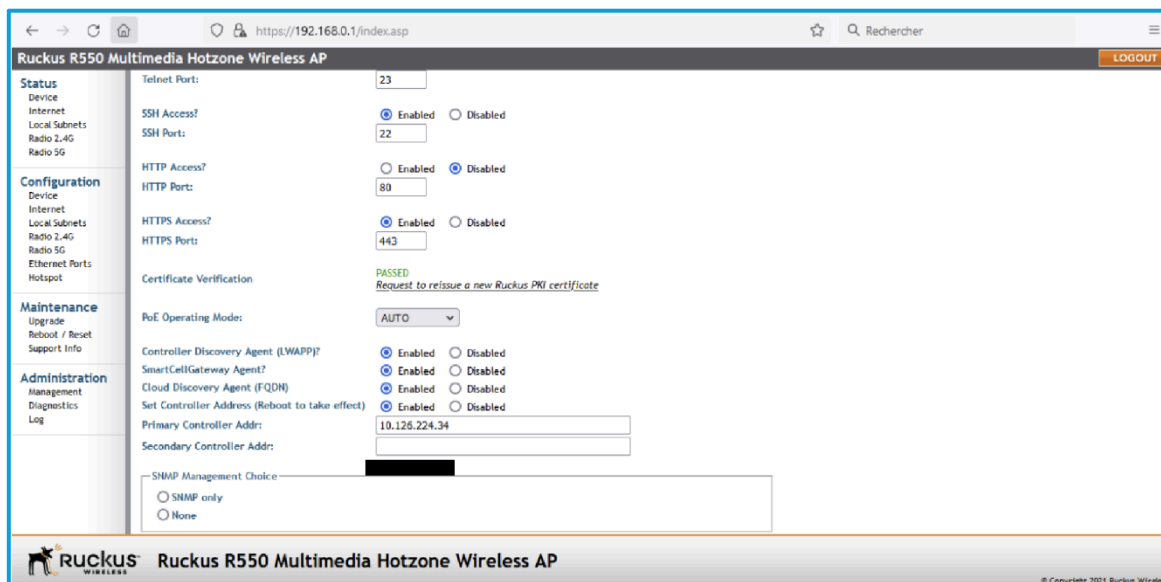 https://192.168.0.1/index.asp
Rechercher
Ruckus R550 Multimedia Hotzone Wireless AP
LOGOUT
Status
Device
Internet
Local Subnets
Radio 2.4G
Radio 5G
Configuration
Device
Internet
Local Subnets
Radio 2.4G
Radio 5G
Ethernet Ports
Hotspot
Maintenance
Upgrade
Reboot / Reset
Support Info
Administration
Management
Diagnostics
Log
Telnet Port: 23
SSH Access? Enabled Disabled
SSH Port: 22
HTTP Access? Enabled Disabled
HTTP Port: 80
HTTPS Access? Enabled Disabled
HTTPS Port: 443
Certificate Verification PASSED
Request to reissue a new Ruckus PKI certificate
PoE Operating Mode: AUTO
Controller Discovery Agent (LWAPP)? Enabled Disabled
SmartCellGateway Agent? Enabled Disabled
Cloud Discovery Agent (FQDN) Enabled Disabled
Set Controller Address (Reboot to take effect) Enabled Disabled
Primary Controller Addr: 10.126.224.34
Secondary Controller Addr:
SNMP Management Choice
SNMP only
None
RUCKUS WIRELESS
Ruckus R550 Multimedia Hotzone Wireless AP
© Copyright 2021 Ruckus Wirele